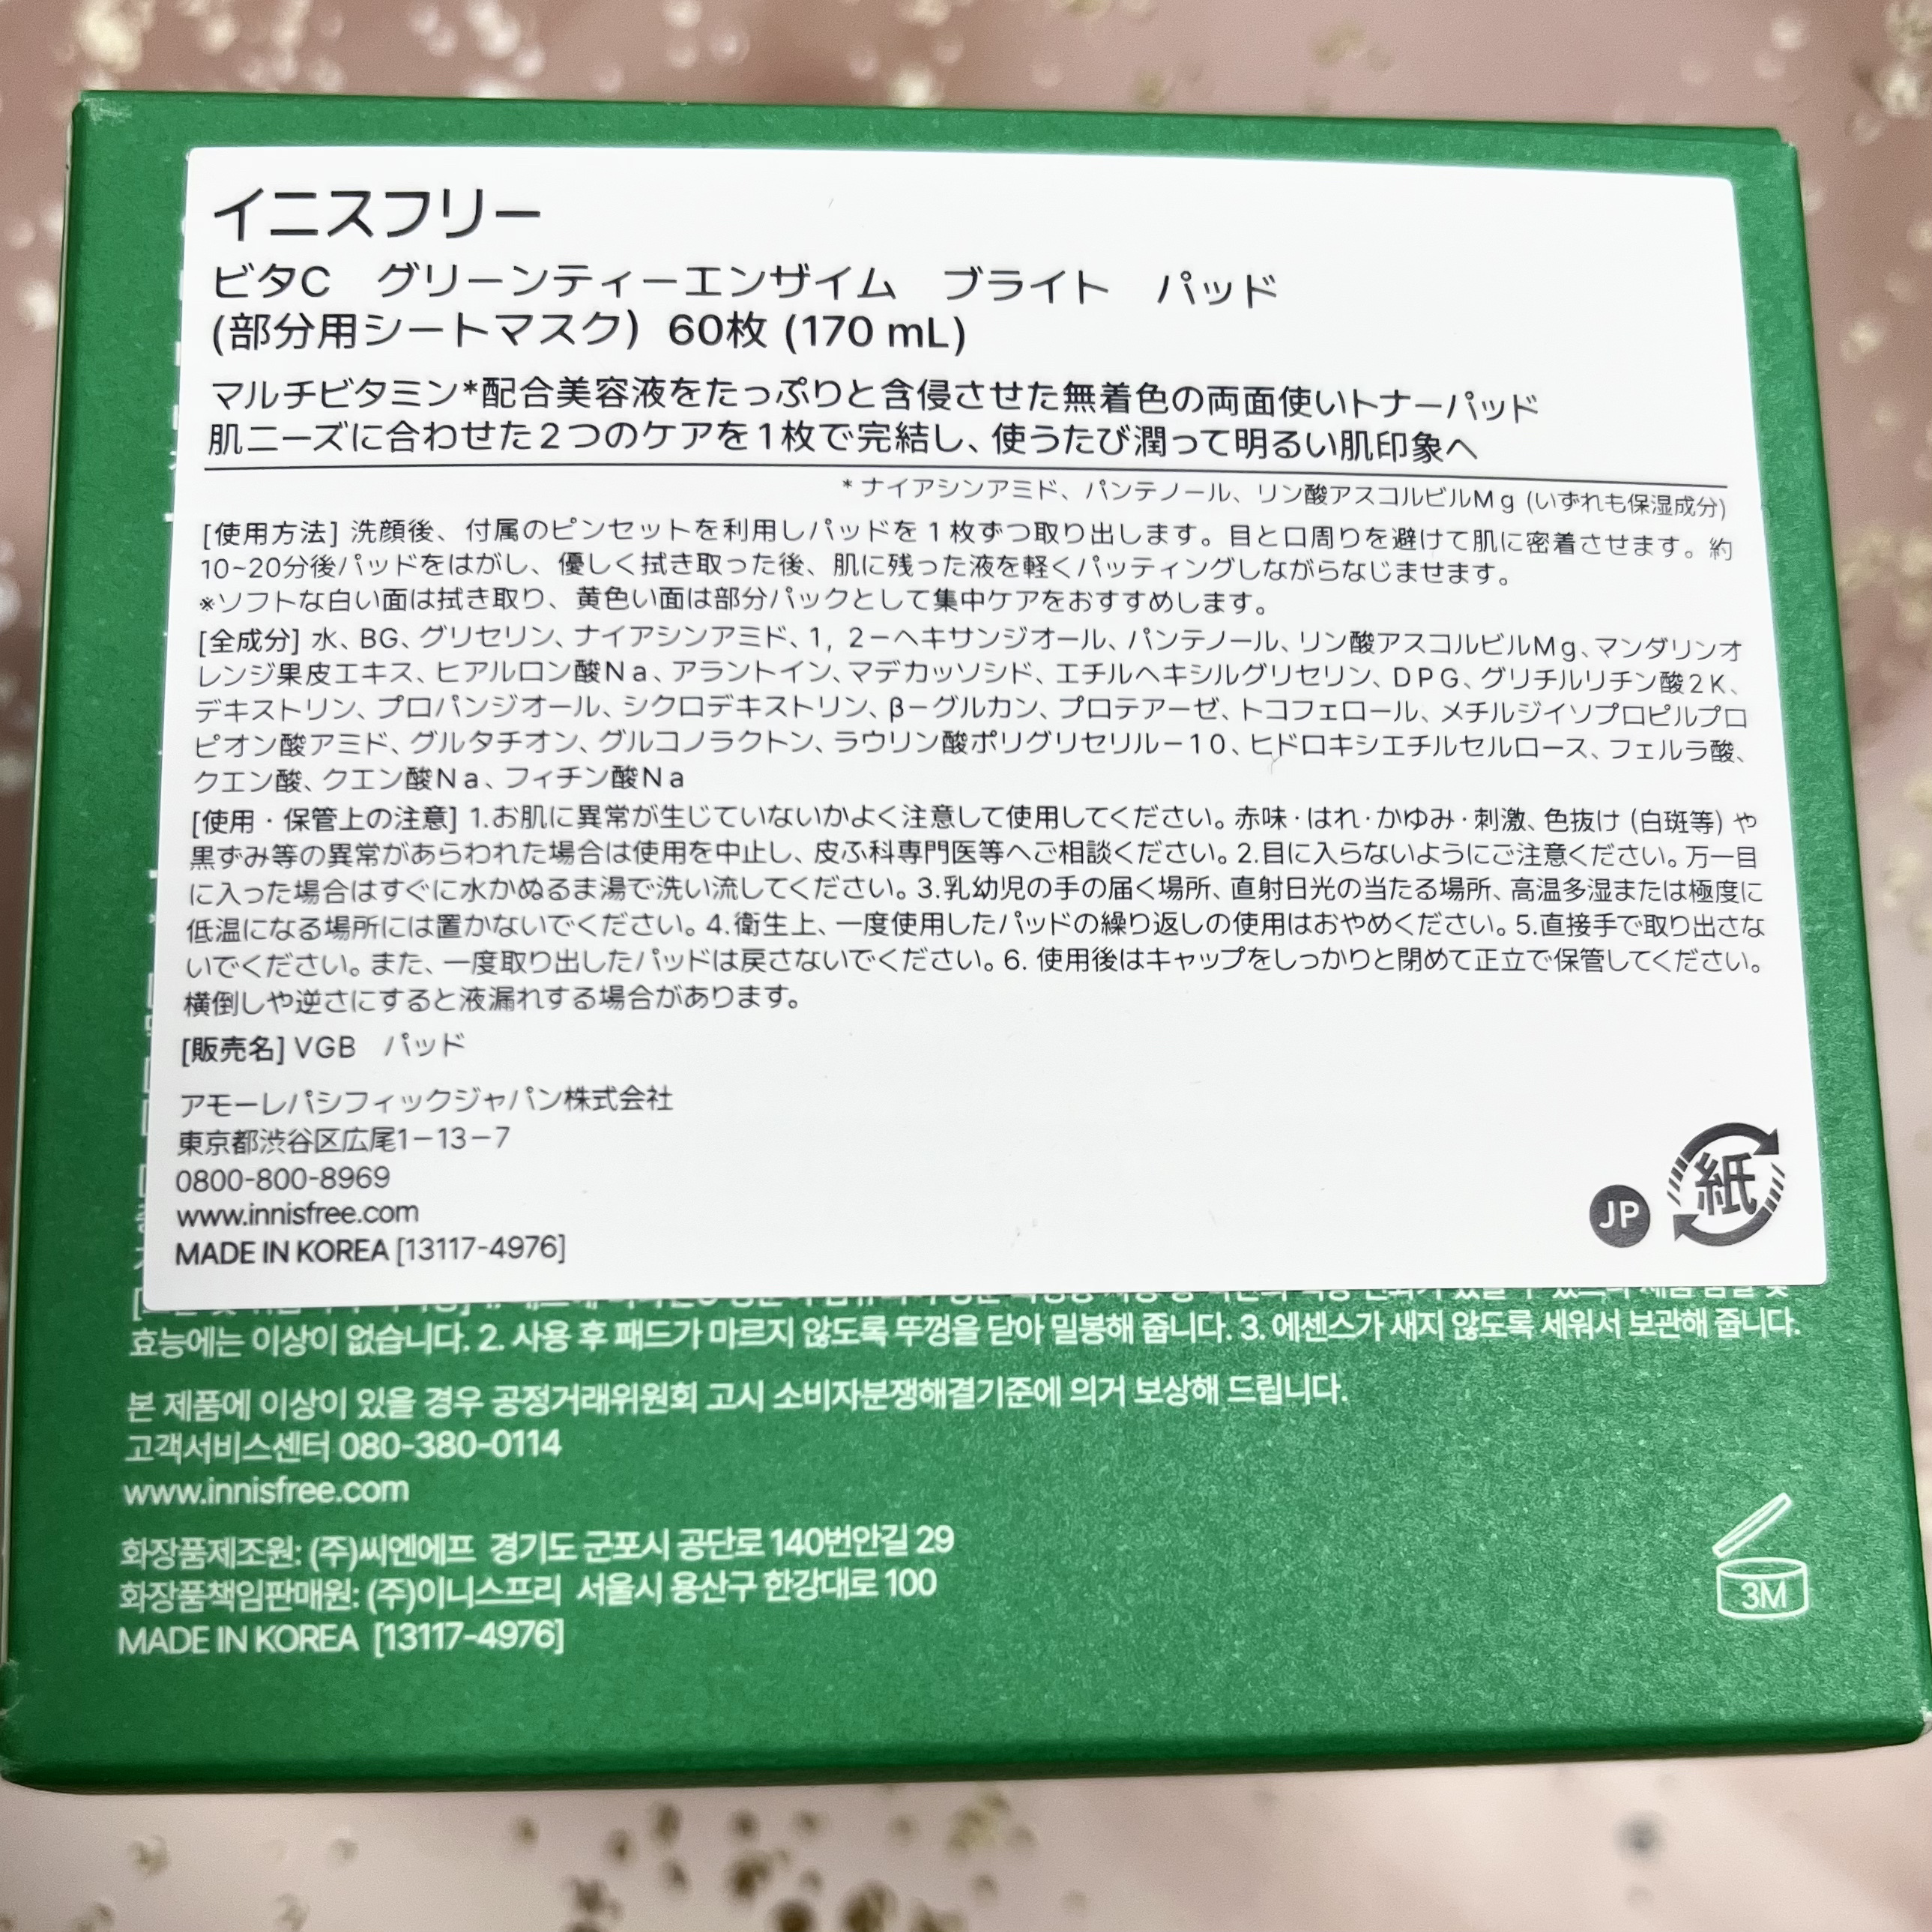 イニスフリー
ビタC　グリーンティーエンザイム　ブライト　パッド
(部分用シートマスク) 60枚 (170 mL)
マルチビタミン*配合美容液をたっぷりと含侵させた無着色の両面使いトナーパッド
肌ニーズに合わせた2つのケアを1枚で完結し、使うたび潤って明るい肌印象へ
* ナイアシンアミド、パンテノール、リン酸アスコルビルMg (いずれも保湿成分)
[使用方法] 洗顔後、付属のピンセットを利用しパッドを1枚ずつ取り出します。目と口周りを避けて肌に密着させます。約
10~20分後パッドをはがし、優しく拭き取った後、肌に残った液を軽くパッティングしながらなじませます。
※ソフトな白い面は拭き取り、黄色い面は部分パックとして集中ケアをおすすめします。
[全成分] 水、BG、グリセリン、ナイアシンアミド、1, 2－ヘキサンジオール、パンテノール、リン酸アスコルビルMg、マンダリンオ
レンジ果皮エキス、ヒアルロン酸Na、アラントイン、マデカッソシド、エチルヘキシルグリセリン、DPG、グリチルリチン酸2K、
デキストリン、プロパンジオール、シクロデキストリン、β－グルカン、プロテアーゼ、トコフェロール、メチルジイソプロピルプロ
ピオン酸アミド、グルタチオン、グルコノラクトン、ラウリン酸ポリグリセリル－10、ヒドロキシエチルセルロース、フェルラ酸、
クエン酸、クエン酸Na、フィチン酸Na
[使用・保管上の注意] 1.お肌に異常が生じていないかよく注意して使用してください。赤味・はれ・かゆみ・刺激、色抜け (白斑等) や
黒ずみ等の異常があらわれた場合は使用を中止し、皮ふ科専門医等へご相談ください。2.目に入らないようにご注意ください。万一目
に入った場合はすぐに水かぬるま湯で洗い流してください。3.乳幼児の手の届く場所、直射日光の当たる場所、高温多湿または極度に
低温になる場所には置かないでください。4.衛生上、一度使用したパッドの繰り返しの使用はおやめください。5.直接手で取り出さな
いでください。また、一度取り出したパッドは戻さないでください。6. 使用後はキャップをしっかりと閉めて正立で保管してください。
横倒しや逆さにすると液漏れする場合があります。
[販売名] VGB　パッド
アモーレパシフィックジャパン株式会社
東京都渋谷区広尾1－13－7
0800-800-8969
www.innisfree.com
MADE IN KOREA [13117-4976]
JP
紙
효능에는 이상이 없습니다. 2. 사용 후 패드가 마르지 않도록 뚜껑을 닫아 밀봉해 줍니다. 3. 에센스가 새지 않도록 세워서 보관해 줍니다.
본 제품에 이상이 있을 경우 공정거래위원회 고시 소비자분쟁해결기준에 의거 보상해 드립니다.
고객서비스센터 080-380-0114
www.innisfree.com
화장품제조원: (주)씨엔에프 경기도 군포시 공단로 140번안길 29
화장품책임판매원: (주)이니스프리 서울시 용산구 한강대로 100
MADE IN KOREA [13117-4976]
3M